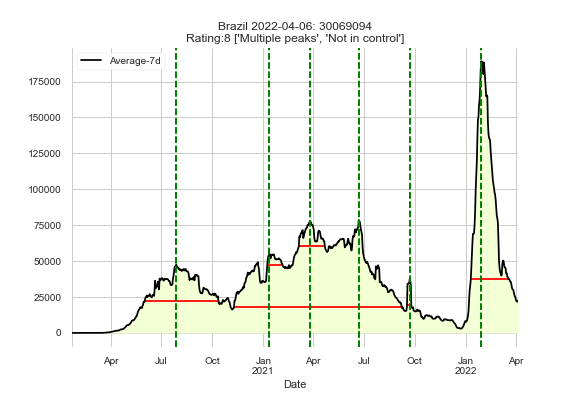 Brazil 2022-04-06: 30069094
Rating:8 ['Multiple peaks', 'Not in control']
Average-7d
175000
150000
125000
100000
75000
50000
25000
0
Apr Jul Oct Jan Apr Jul Oct Jan Apr
2021 2022
Date